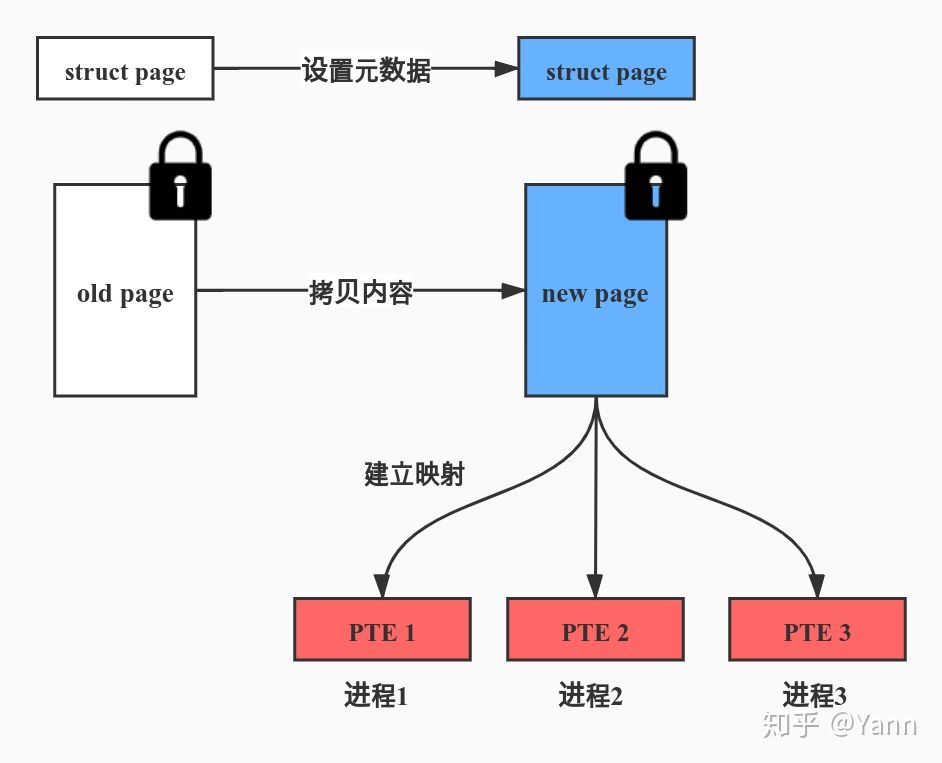 struct page
设置元数据
struct page
old page
拷贝内容
new page
建立映射
PTE 1
PTE 2
PTE 3
进程1
进程2
进程3
知乎 @Yann